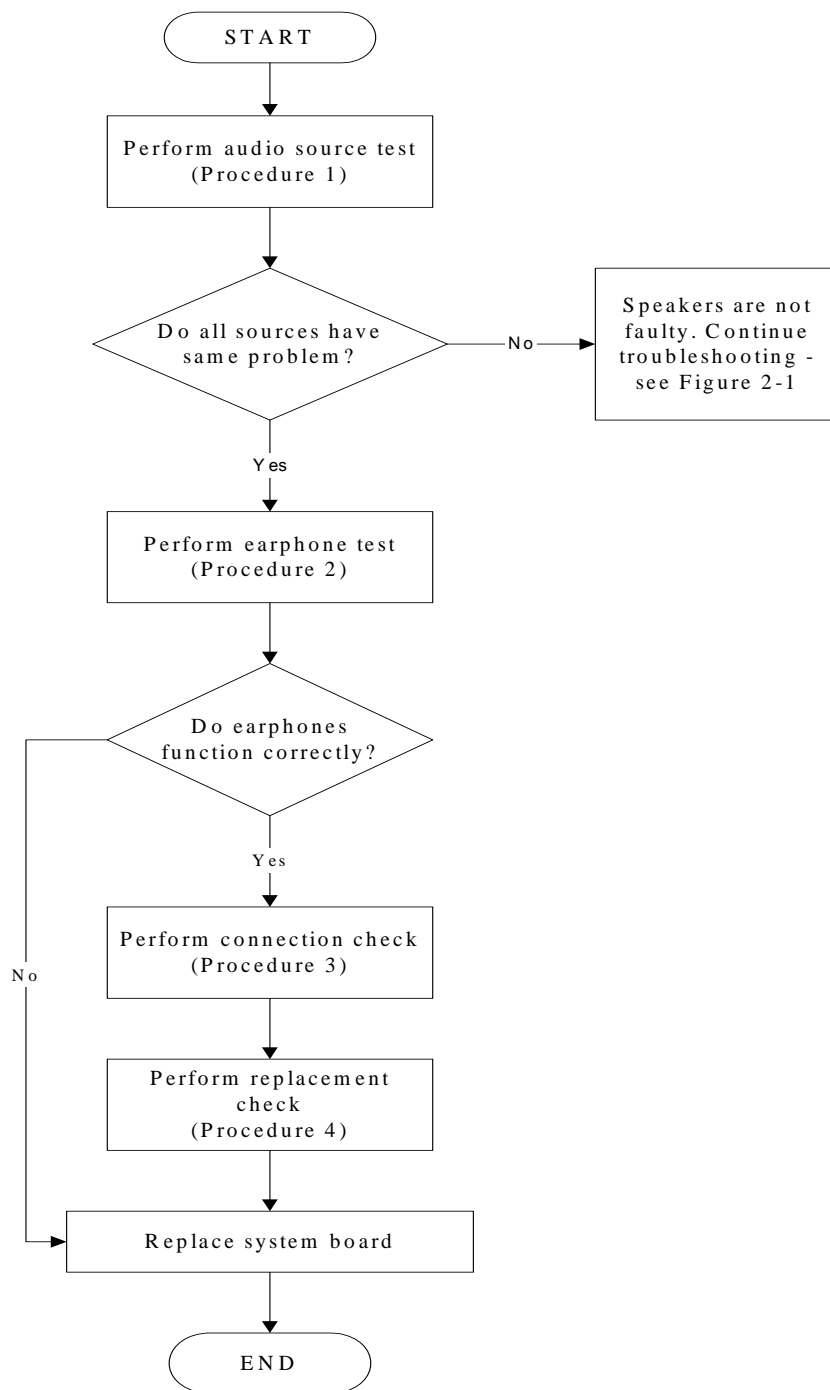 START
Perform audio source test
(Procedure 1)
Do all sources have
same problem?
No
Speakers are not
faulty. Continue
troubleshooting -
see Figure 2-1
Yes
Perform earphone test
(Procedure 2)
Do earphones
function correctly?
Yes
No
Perform connection check
(Procedure 3)
Perform replacement
check
(Procedure 4)
Replace system board
END